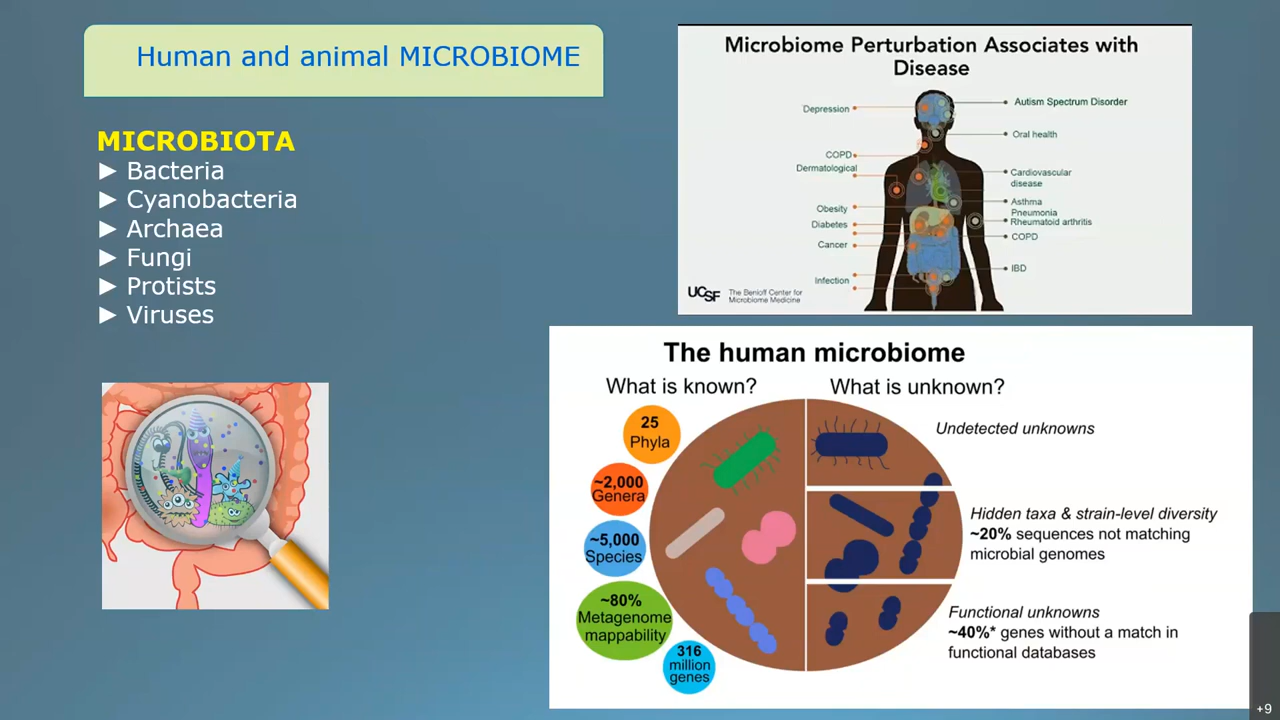 Human and animal MICROBIOME
MICROBIOTA
► Bacteria
► Cyanobacteria
► Archaea
► Fungi
► Protists
► Viruses
Microbiome Perturbation Associates with
Disease
Depression
COPD
Dermatological
Obesity
Diabetes
Cancer
Infection
Autism Spectrum Disorder
Oral health
Cardiovascular
disease
Asthma
Pneumonia
Rheumatoid arthritis
COPD
IBD
UCSF
The Benioff Center for
Microbiome Medicine
The human microbiome
What is known?
25
Phyla
~2,000
Genera
~5,000
Species
~80%
Metagenome
mappability
316
million
genes
What is unknown?
Undetected unknowns
Hidden taxa & strain-level diversity
~20% sequences not matching
microbial genomes
Functional unknowns
~40%* genes without a match in
functional databases
+9